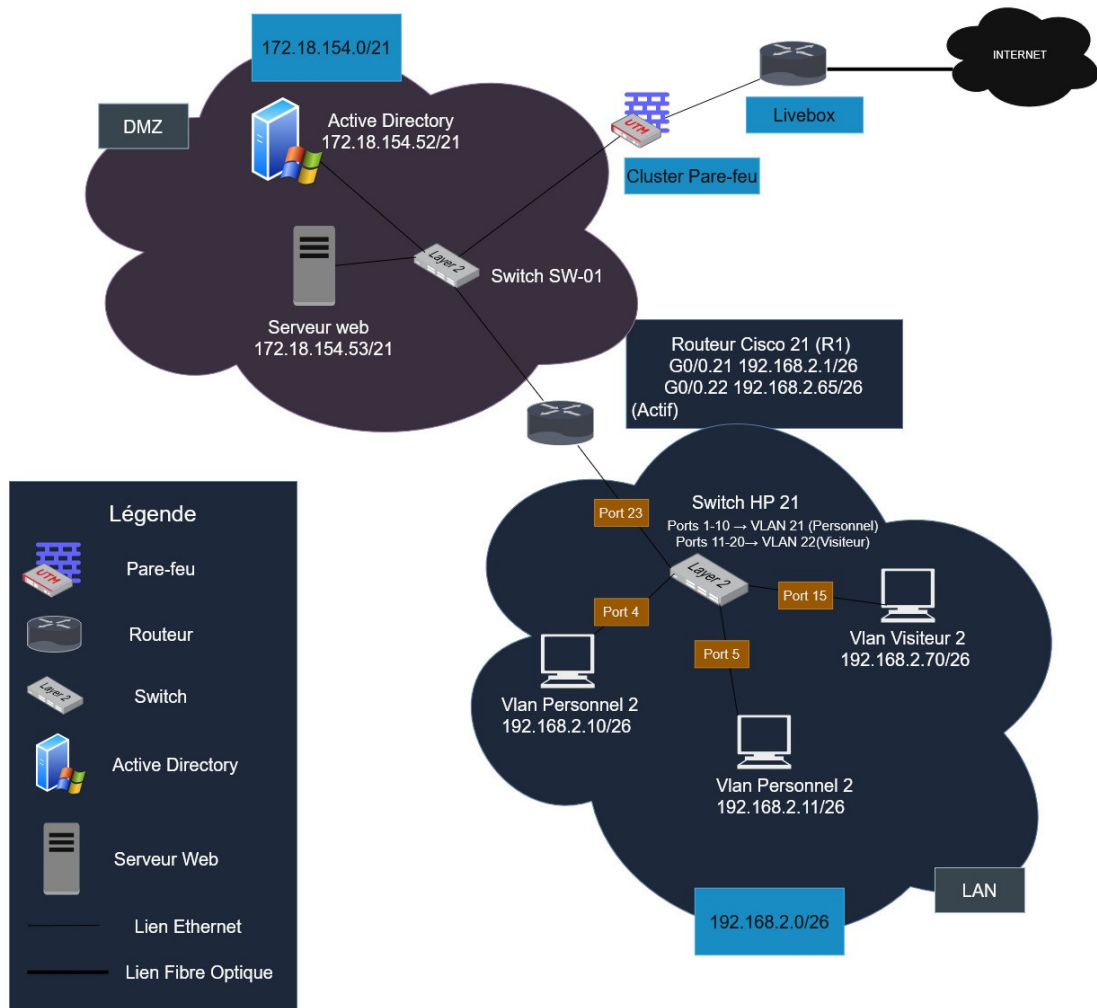 172.18.154.0/21
INTERNET
DMZ
Active Directory
172.18.154.52/21
UTM
Livebox
Cluster Pare-feu
Layer 2
Switch SW-01
Serveur web
172.18.154.53/21
Routeur Cisco 21 (R1)
G0/0.21 192.168.2.1/26
G0/0.22 192.168.2.65/26
(Actif)
Switch HP 21
Ports 1-10 → VLAN 21 (Personnel)
Ports 11-20→ VLAN 22(Visiteur)
Port 23
Layer 2
Port 15
Port 4
Port 5
Vlan Visiteur 2
192.168.2.70/26
Vlan Personnel 2
192.168.2.10/26
Vlan Personnel 2
192.168.2.11/26
LAN
192.168.2.0/26
Légende
UTM
Pare-feu
Routeur
Layer 2
Switch
Active Directory
Serveur Web
Lien Ethernet
Lien Fibre Optique